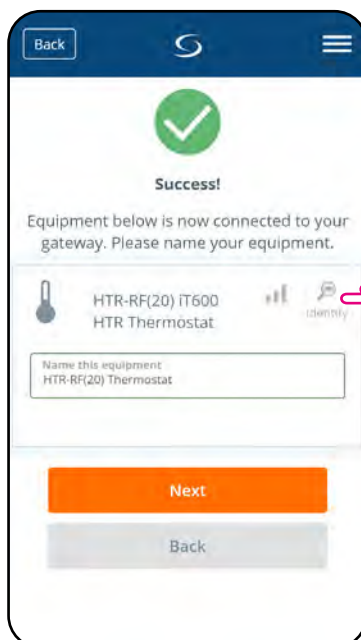 Back
Success!
Equipment below is now connected to your
gateway. Please name your equipment.
HTR-RF(20) iT600
HTR Thermostat
Identify
Name this equipment
HTR-RF(20) Thermostat
Next
Back